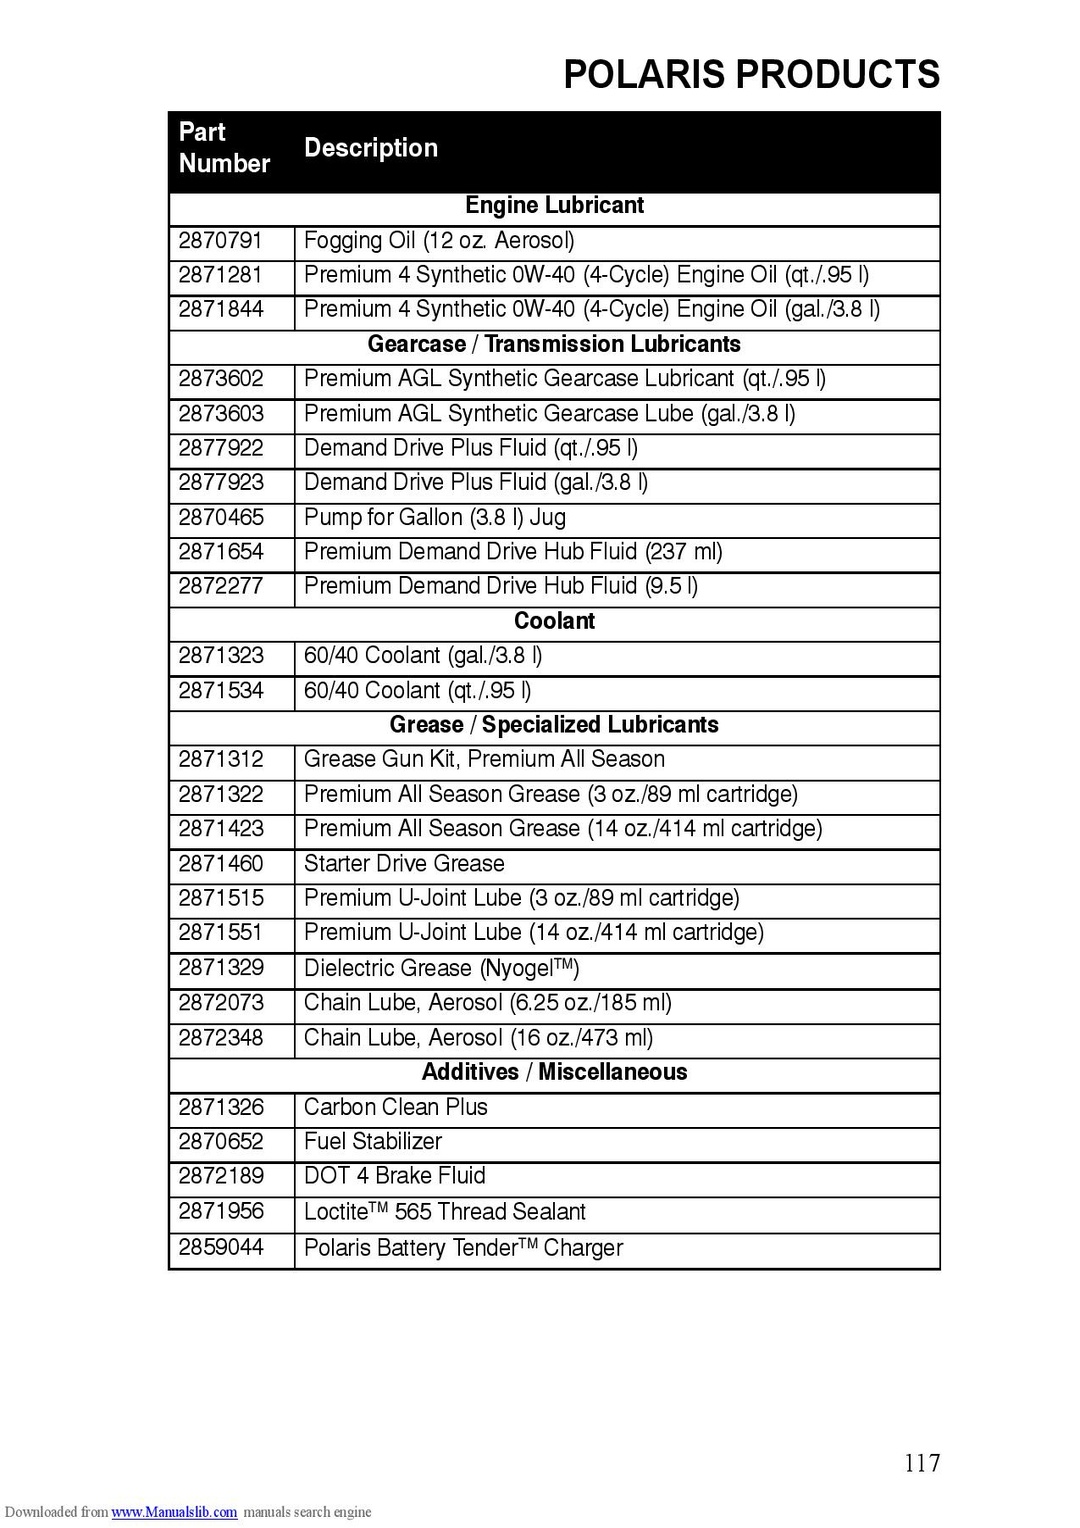 POLARIS PRODUCTS
Part
Number
Description
Engine Lubricant
2870791 Fogging Oil (12 oz. Aerosol)
2871281 Premium 4 Synthetic 0W-40 (4-Cycle) Engine Oil (qt./.95 l)
2871844 Premium 4 Synthetic 0W-40 (4-Cycle) Engine Oil (gal./3.8 l)
Gearcase / Transmission Lubricants
2873602 Premium AGL Synthetic Gearcase Lubricant (qt./.95 l)
2873603 Premium AGL Synthetic Gearcase Lube (gal./3.8 l)
2877922 Demand Drive Plus Fluid (qt./.95 l)
2877923 Demand Drive Plus Fluid (gal./3.8 l)
2870465 Pump for Gallon (3.8 l) Jug
2871654 Premium Demand Drive Hub Fluid (237 ml)
2872277 Premium Demand Drive Hub Fluid (9.5 l)
Coolant
2871323 60/40 Coolant (gal./3.8 l)
2871534 60/40 Coolant (qt./.95 l)
Grease / Specialized Lubricants
2871312 Grease Gun Kit, Premium All Season
2871322 Premium All Season Grease (3 oz./89 ml cartridge)
2871423 Premium All Season Grease (14 oz./414 ml cartridge)
2871460 Starter Drive Grease
2871515 Premium U-Joint Lube (3 oz./89 ml cartridge)
2871551 Premium U-Joint Lube (14 oz./414 ml cartridge)
2871329 Dielectric Grease (Nyogel™)
2872073 Chain Lube, Aerosol (6.25 oz./185 ml)
2872348 Chain Lube, Aerosol (16 oz./473 ml)
Additives / Miscellaneous
2871326 Carbon Clean Plus
2870652 Fuel Stabilizer
2872189 DOT 4 Brake Fluid
2871956 Loctite™ 565 Thread Sealant
2859044 Polaris Battery Tender™ Charger
117
Downloaded from www.Manualslib.com manuals search engine